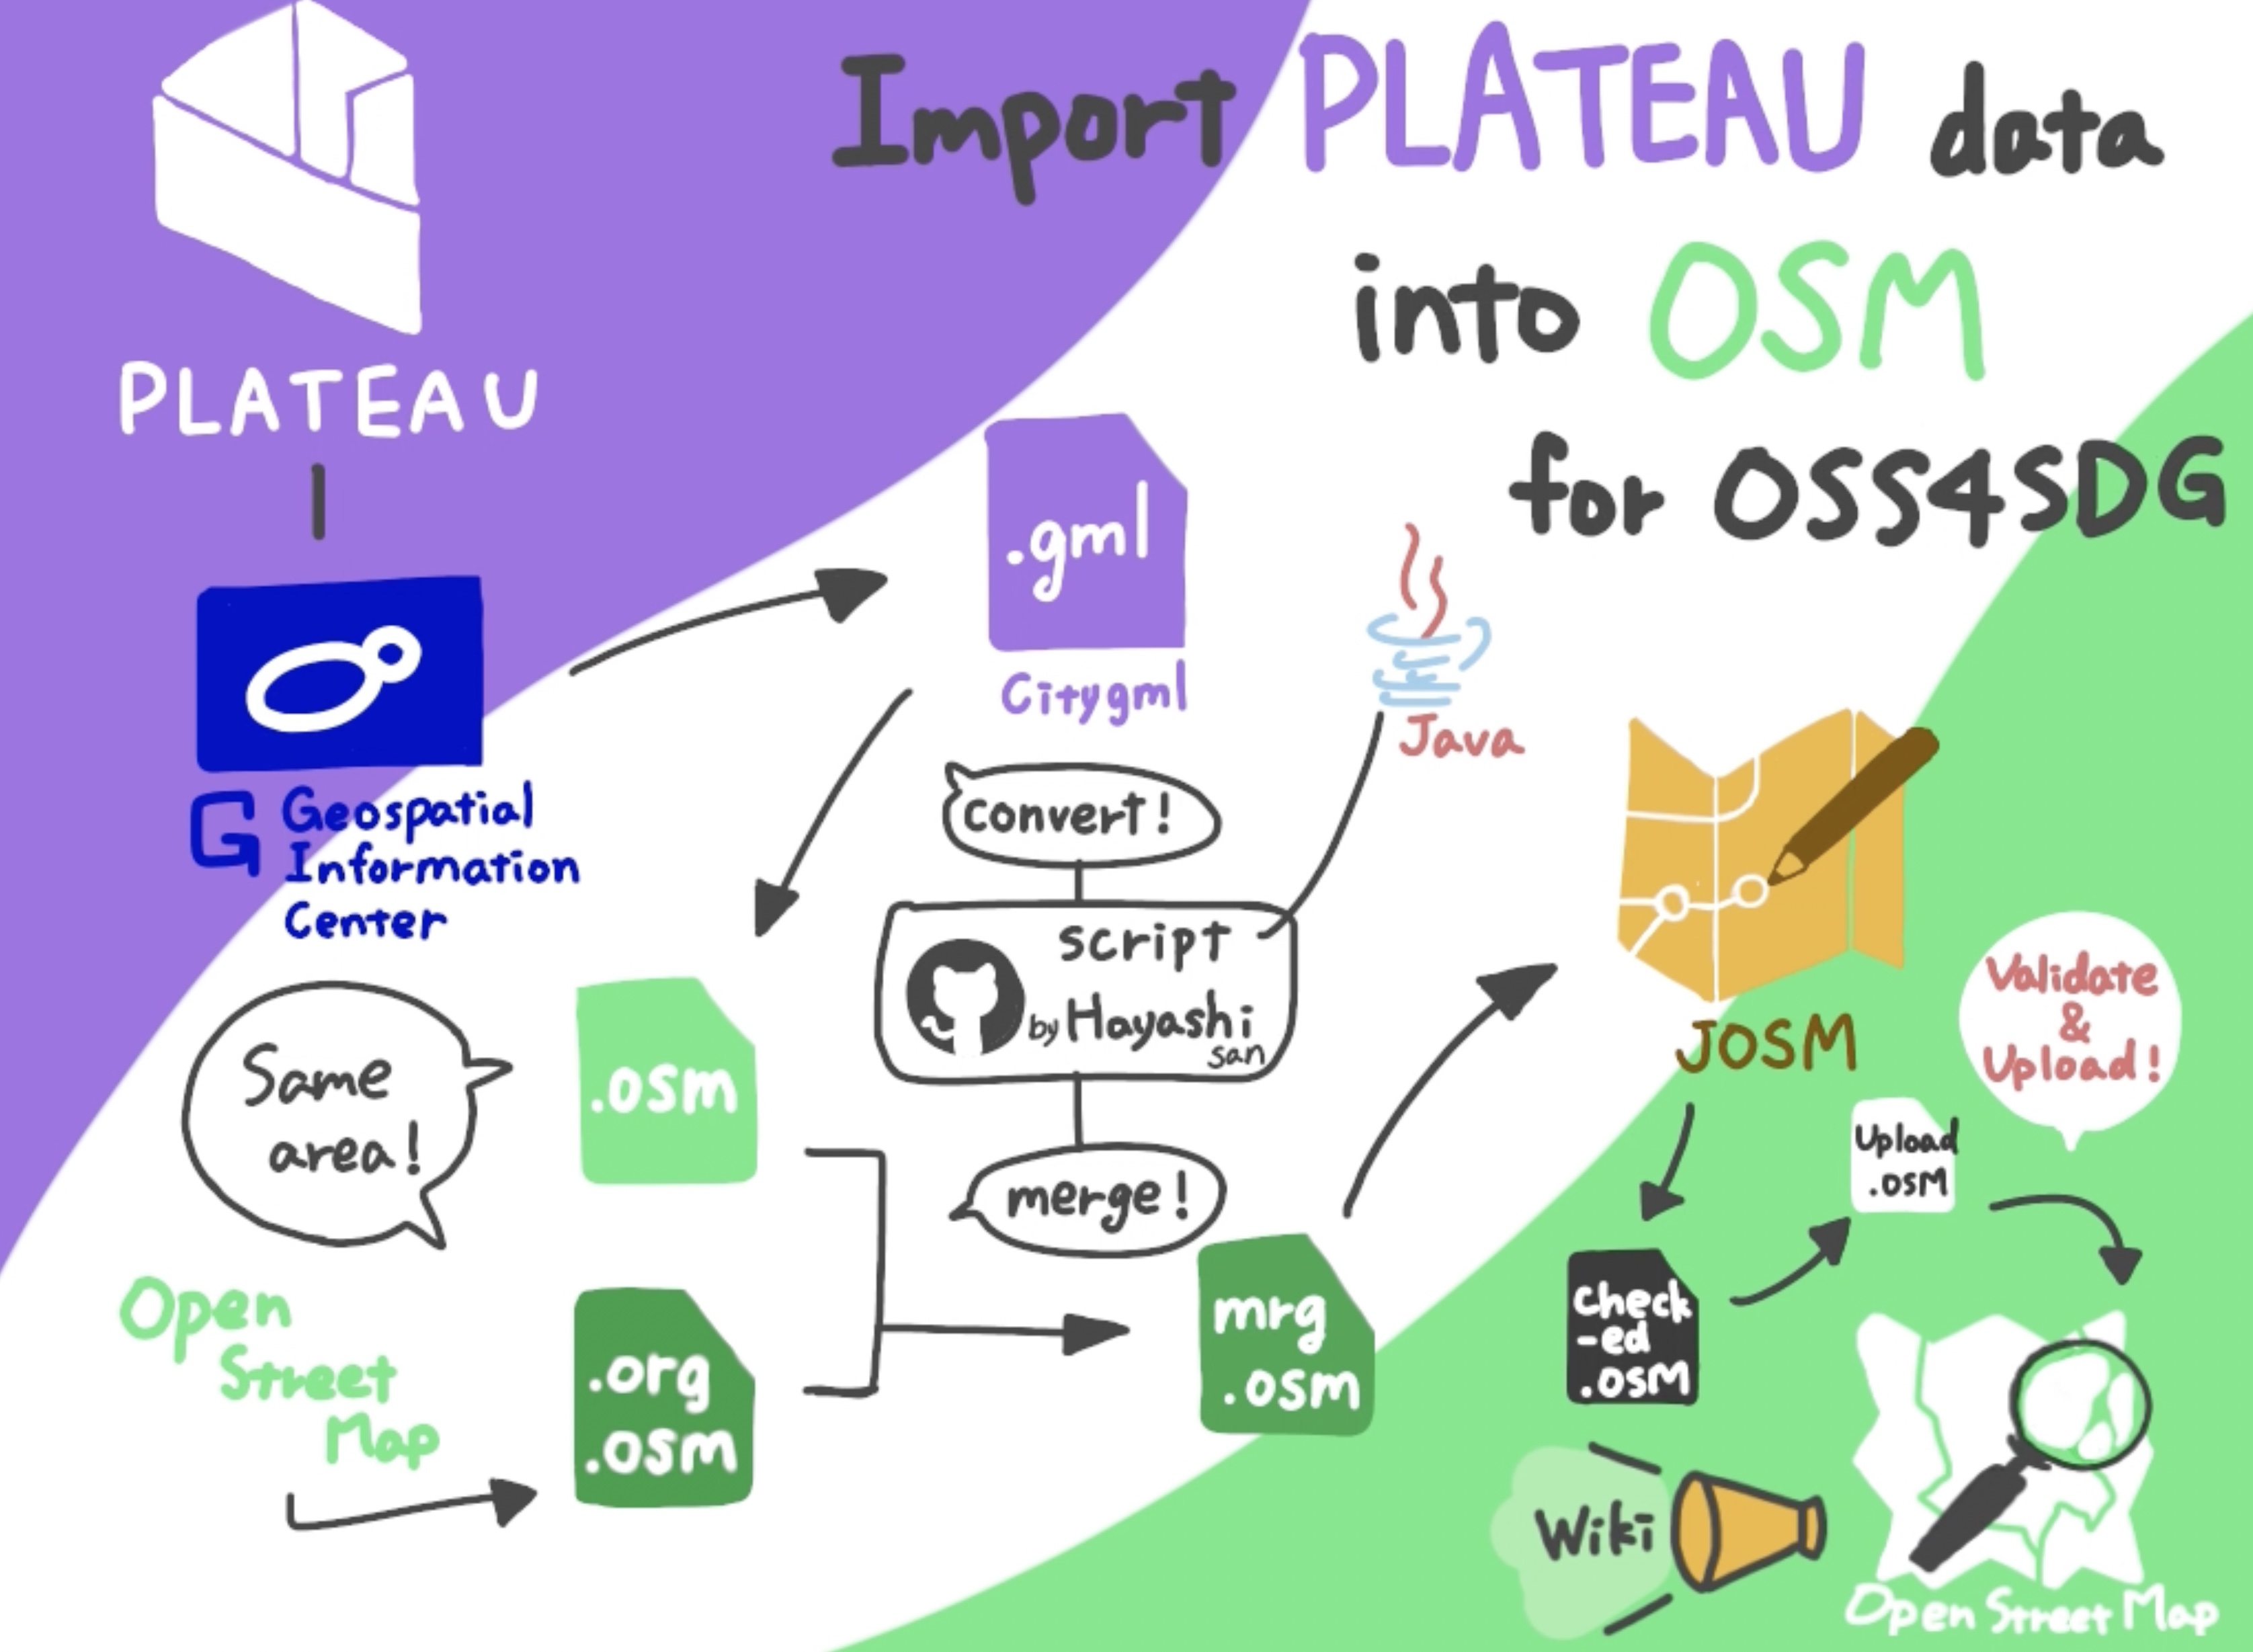 Import PLATEAU data
into OSM
for OSS4SDG
PLATEAU
G Geospatial
Information
Center
.gml
Citygml
Java
convert!
script
by Hayashi
san
merge!
Same
area!
.osm
Open
Street
Map
.org
.osm
mrg
.osm
JOSM
Validate
&
Upload!
Upload
.osm
check
-ed
.osm
Wiki
Open Street Map